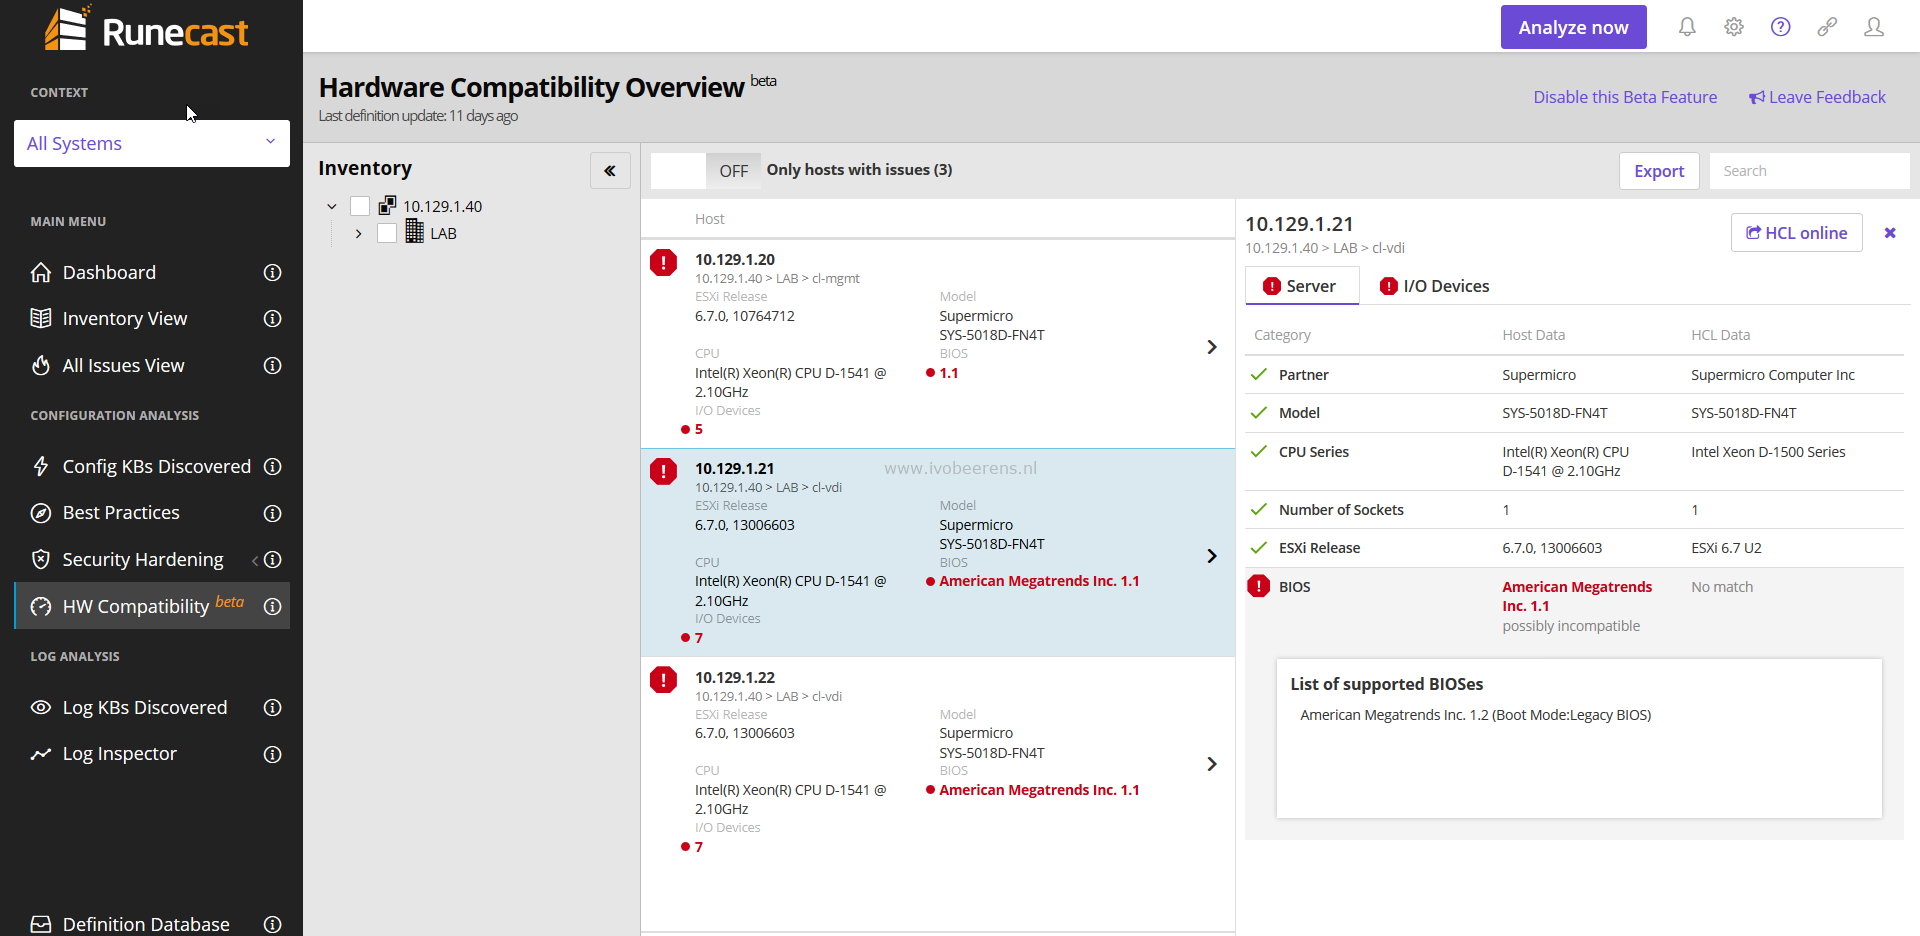 Runecast
Analyze now
CONTEXT
All Systems
MAIN MENU
Dashboard
Inventory View
All Issues View
CONFIGURATION ANALYSIS
Config KBs Discovered
Best Practices
Security Hardening
HW Compatibility beta
LOG ANALYSIS
Log KBs Discovered
Log Inspector
Definition Database
Hardware Compatibility Overview beta
Last definition update: 11 days ago
Disable this Beta Feature
Leave Feedback
Inventory
10.129.1.40
LAB
OFF
Only hosts with issues (3)
Export
Search
Host
10.129.1.20
10.129.1.40 > LAB > cl-mgmt
ESXi Release
6.7.0, 10764712
Model
Supermicro
SYS-5018D-FN4T
CPU
Intel(R) Xeon(R) CPU D-1541 @
2.10GHz
BIOS
1.1
I/O Devices
5
10.129.1.21
www.ivobeerens.nl
10.129.1.40 > LAB > cl-vdi
ESXi Release
6.7.0, 13006603
Model
Supermicro
SYS-5018D-FN4T
CPU
Intel(R) Xeon(R) CPU D-1541 @
2.10GHz
BIOS
American Megatrends Inc. 1.1
I/O Devices
7
10.129.1.22
10.129.1.40 > LAB > cl-vdi
ESXi Release
6.7.0, 13006603
Model
Supermicro
SYS-5018D-FN4T
CPU
Intel(R) Xeon(R) CPU D-1541 @
2.10GHz
BIOS
American Megatrends Inc. 1.1
I/O Devices
7
10.129.1.21
10.129.1.40 > LAB > cl-vdi
HCL online
Server
I/O Devices
Category Host Data HCL Data
Partner Supermicro Supermicro Computer Inc
Model SYS-5018D-FN4T SYS-5018D-FN4T
CPU Series Intel(R) Xeon(R) CPU Intel Xeon D-1500 Series
D-1541 @ 2.10GHz
Number of Sockets 1 1
ESXi Release 6.7.0, 13006603 ESXi 6.7 U2
BIOS American Megatrends No match
Inc. 1.1
possibly incompatible
List of supported BIOSes
American Megatrends Inc. 1.2 (Boot Mode:Legacy BIOS)